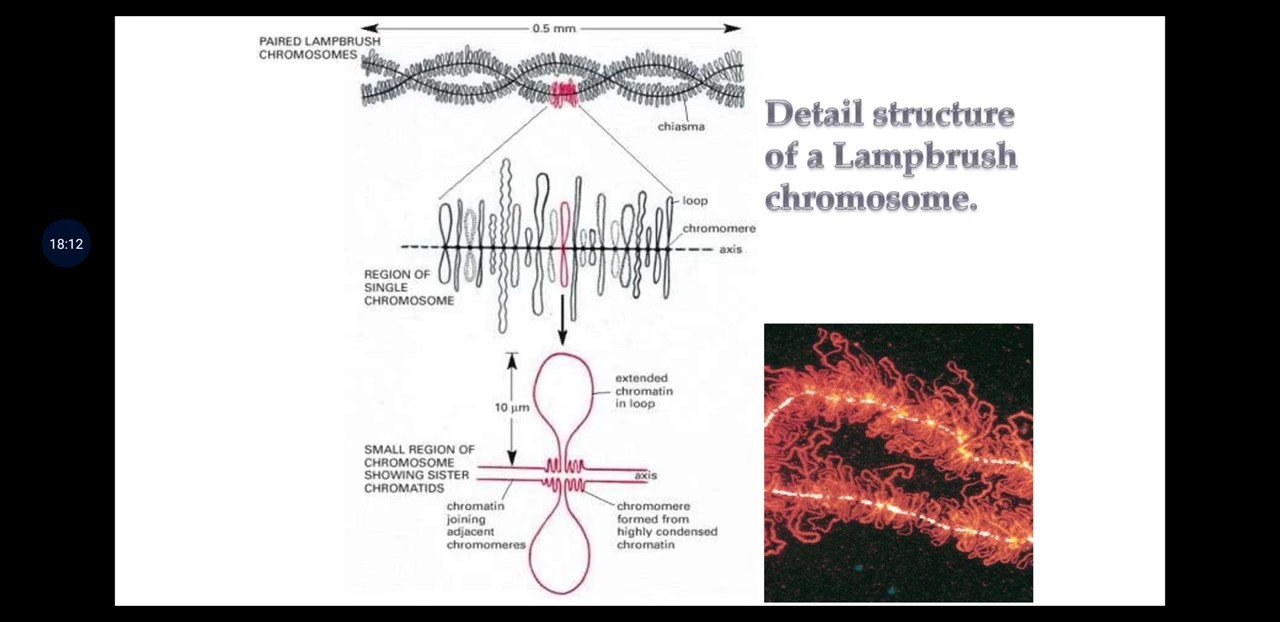 0.5 mm
PAIRED LAMPBRUSH
CHROMOSOMES
chiasma
Detail structure
of a Lampbrush
chromosome.
loop
chromomere
axis
REGION OF
SINGLE
CHROMOSOME
18:12
extended
chromatin
in loop
10 µm
SMALL REGION OF
CHROMOSOME
SHOWING SISTER
CHROMATIDS
axis
chromatin
joining
adjacent
chromomeres
chromomere
formed from
highly condensed
chromatin